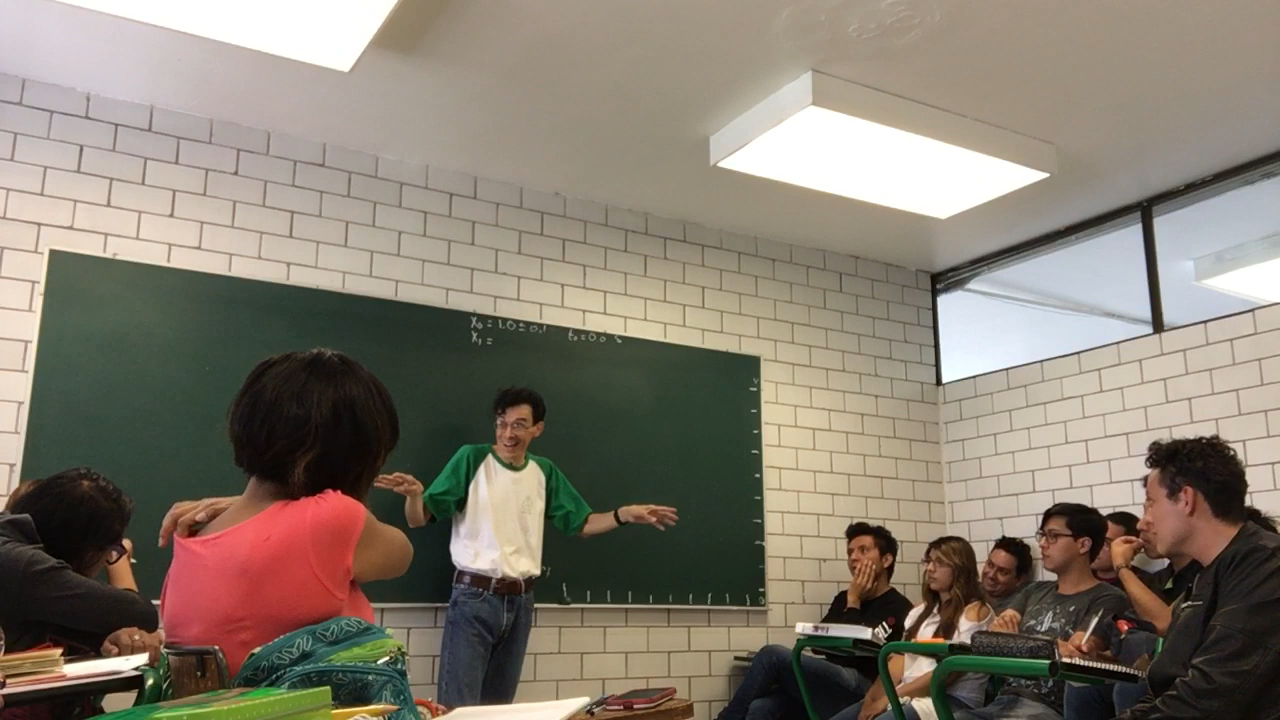 X₀ = 1.0 ± 0.1 t₀ = 0.0 s
X₁ =